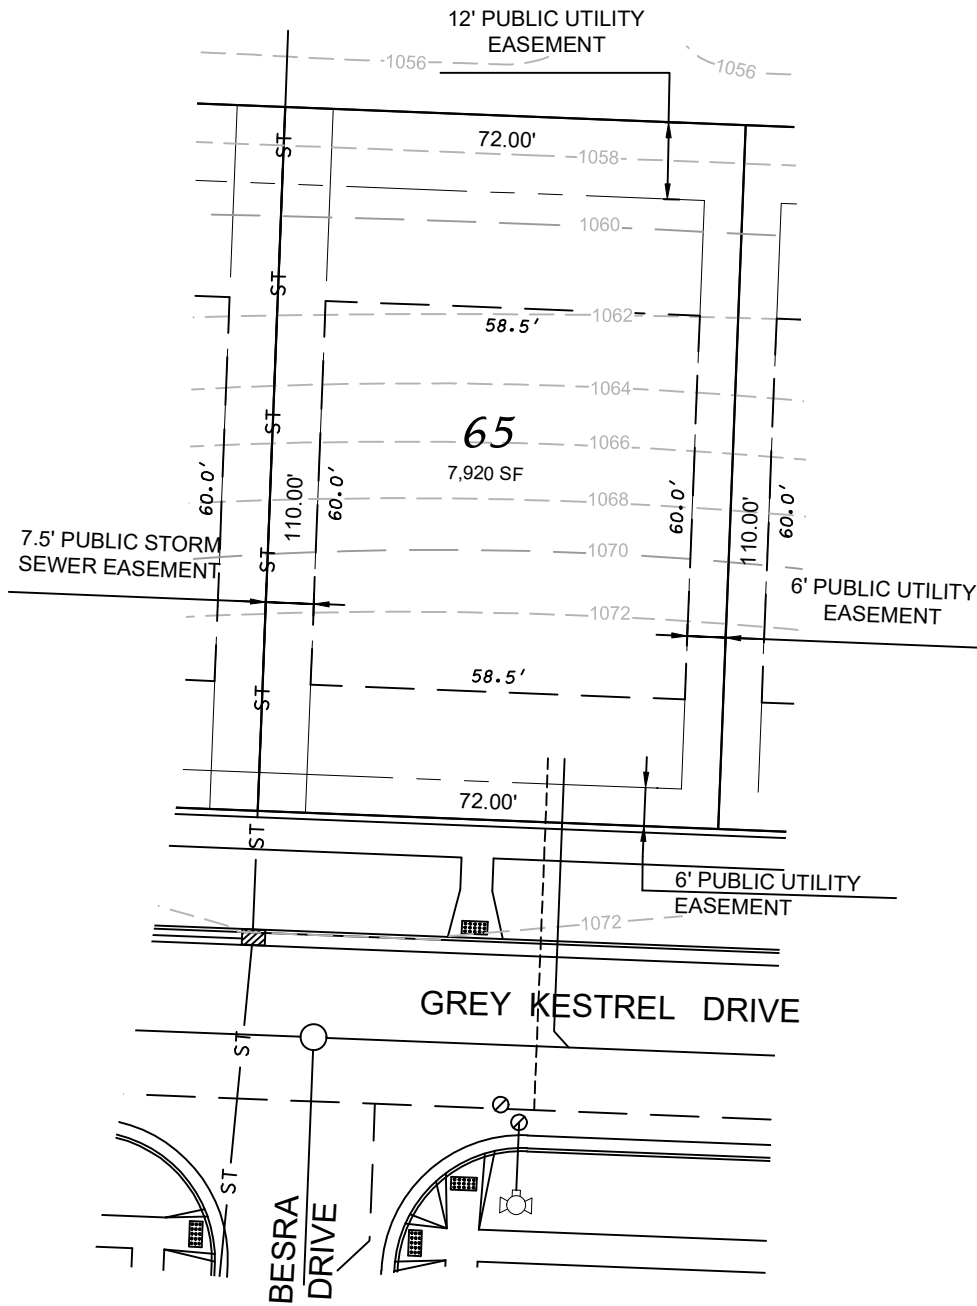 12' PUBLIC UTILITY
EASEMENT
1056
1056
ST
72.00'
1058
1060
ST
1062
58.5'
1064
ST
65
1066
7,920 SF
60.0'
110.00'
60.0'
1068
60.0'
110.00'
60.0'
7.5' PUBLIC STORM
SEWER EASEMENT
ST
1070
6' PUBLIC UTILITY
EASEMENT
1072
58.5'
ST
72.00'
ST
6' PUBLIC UTILITY
EASEMENT
1072
GREY KESTREL DRIVE
ST
ST
BESRA
DRIVE